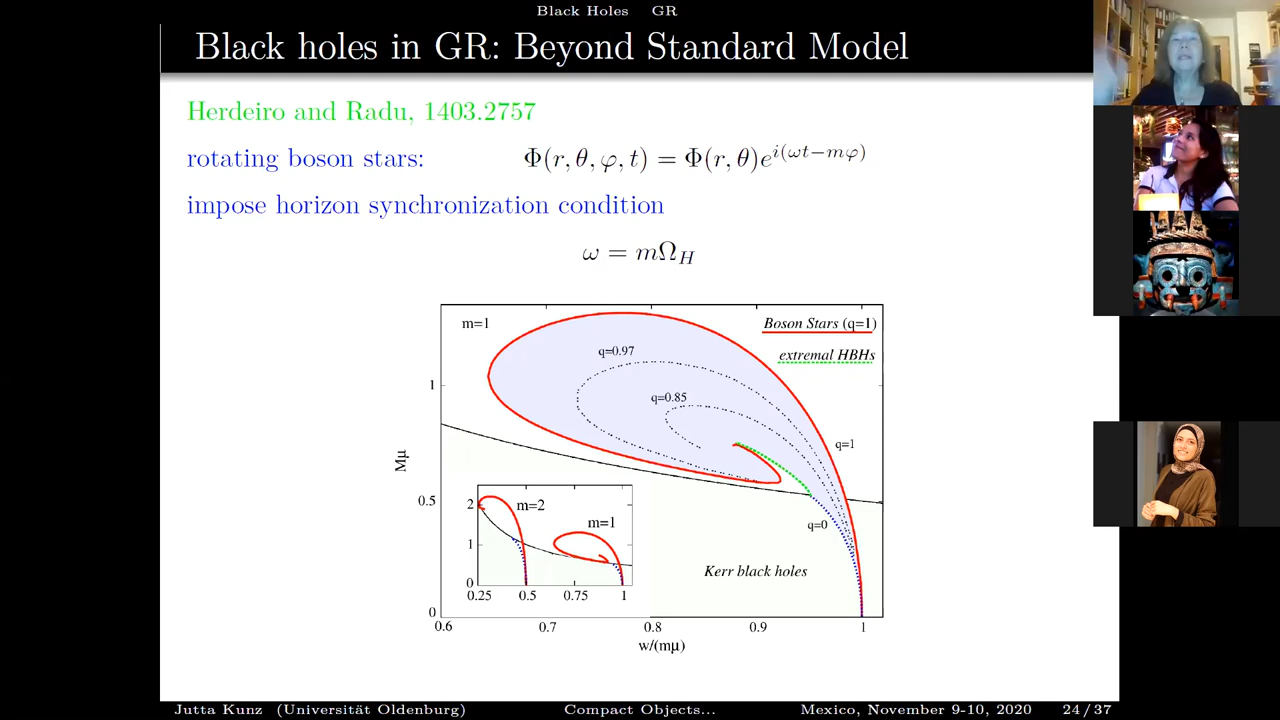 Black Holes GR
Black holes in GR: Beyond Standard Model
Herdeiro and Radu, 1403.2757
rotating boson stars: Φ(r, θ, φ, t) = Φ(r, θ)e^{i(ωt−mφ)}
impose horizon synchronization condition
ω = mΩ_H
m=1
Boson Stars (q=1)
extremal HBHs
q=0.97
q=0.85
q=1
q=0
Kerr black holes
Mμ
1
0.5
0
0.6 0.7 0.8 0.9 1
w/(mμ)
m=2
m=1
2
1
0
0.25 0.5 0.75 1
Jutta Kunz (Universität Oldenburg) Compact Objects... Mexico, November 9-10, 2020 24 / 37